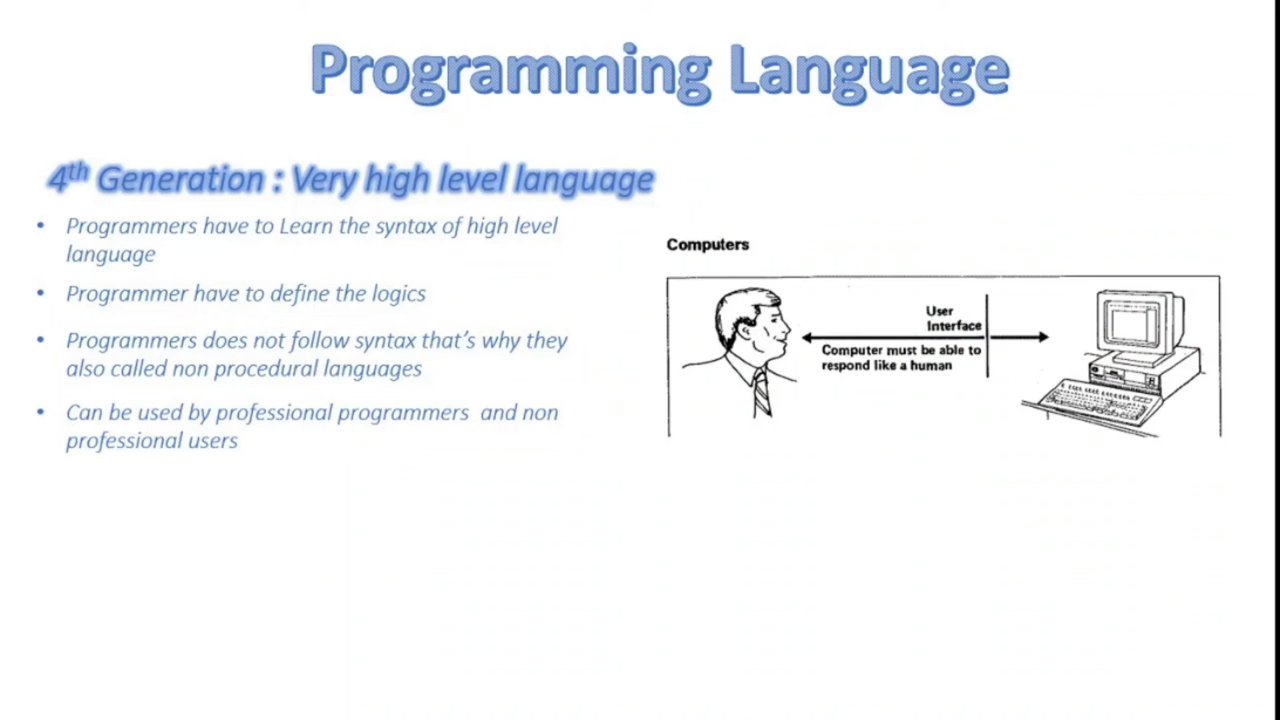 Programming Language
4th Generation : Very high level language
• Programmers have to Learn the syntax of high level
language
• Programmer have to define the logics
• Programmers does not follow syntax that's why they
also called non procedural languages
• Can be used by professional programmers and non
professional users
Computers
User
Interface
Computer must be able to
respond like a human